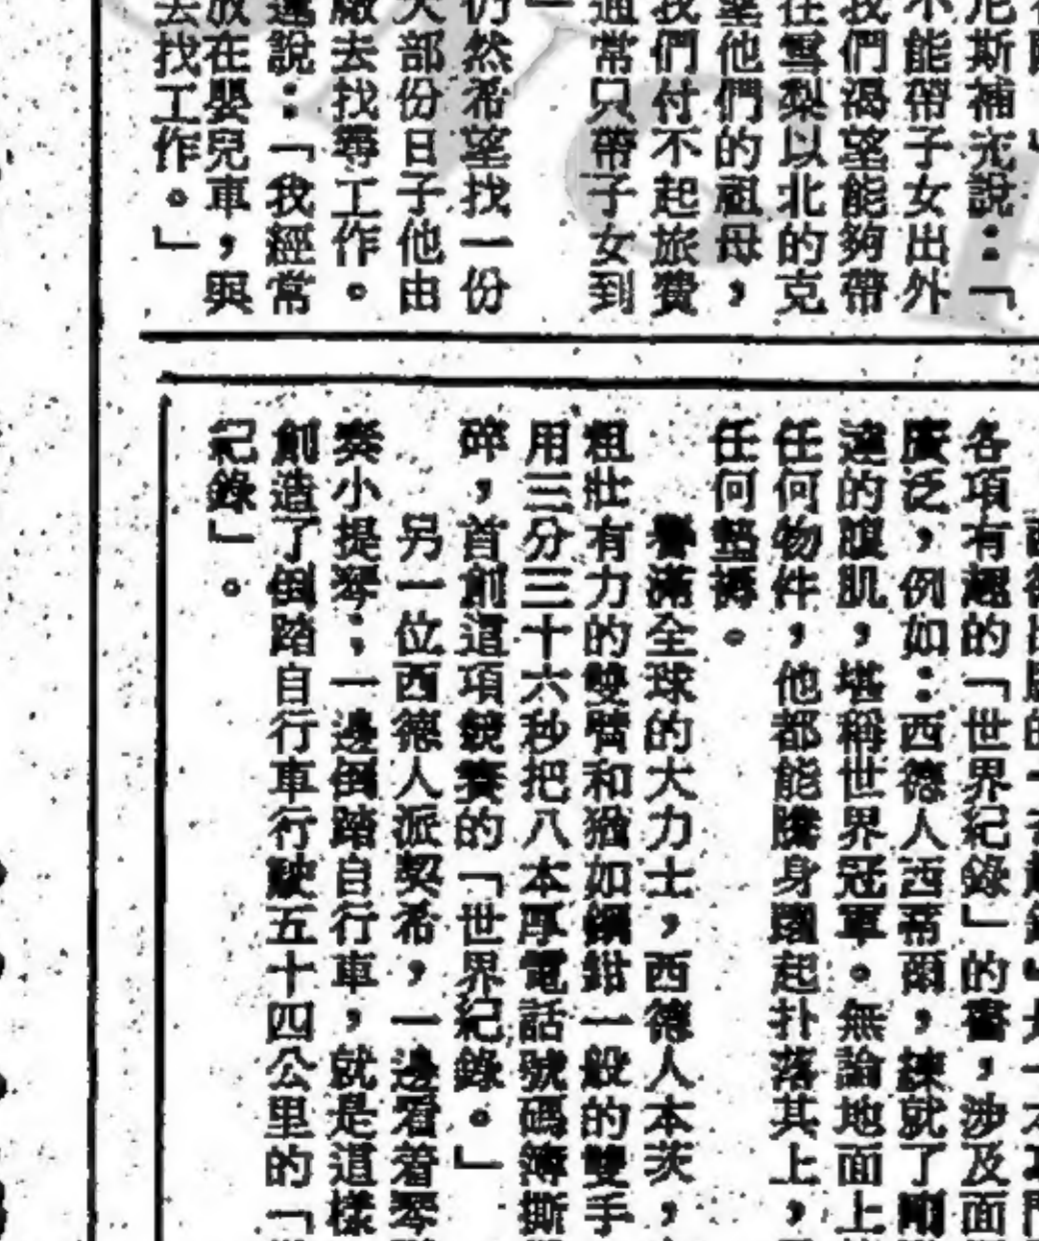 尼斯補充說：「
不能帶子女出外
我們渴望能夠帶
在雪梨以北的克
望他們的祖母，
我們付不起旅費
通常只帶子女到
仍然希望找一份
大部份日子他由
去找尋工作。
說：「我經常
放在嬰兒車，與
去找工作。」
各項有趣的「世界紀錄」的書，涉及面
廣泛，例如：西德人西蒂爾，練就了
達的腹肌，堪稱世界冠軍。無論地面上
任何物件，他都能騰身躍起扑落其上，
任何墊褥。
譽滿全球的大力士，西德人本茨，
粗壯有力的雙臂和猶如鋼鉗一般的雙手
用三分三十六秒把八本厚電話號碼簿撕
碎，首創這項競賽的「世界紀錄。」
另一位西德人派契希，一邊看着琴
奏小提琴；一邊倒踏自行車，就是這樣
創造了倒踏自行車行駛五十四公里的「
紀錄」。